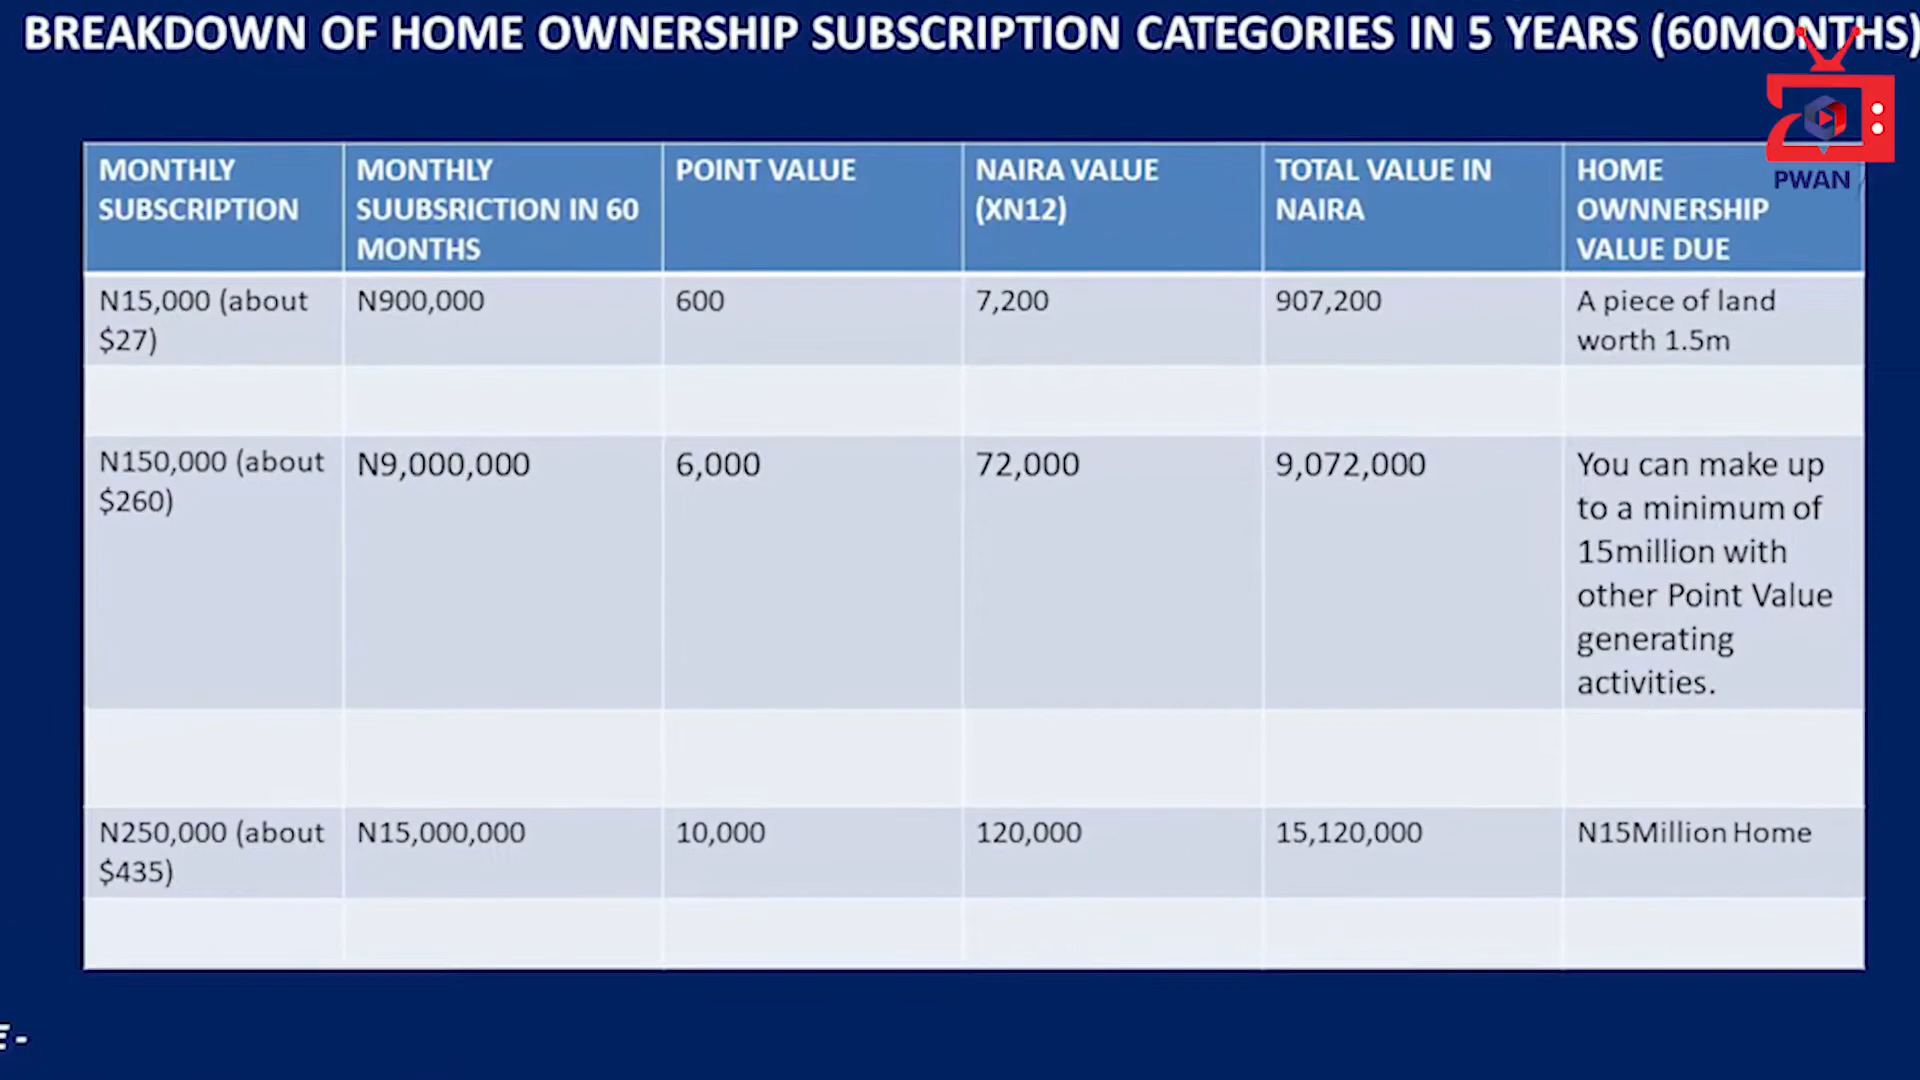 BREAKDOWN OF HOME OWNERSHIP SUBSCRIPTION CATEGORIES IN 5 YEARS (60MONTHS)
PWAN
MONTHLY
SUBSCRIPTION
MONTHLY
SUUBSRICTION IN 60
MONTHS
POINT VALUE
NAIRA VALUE
(XN12)
TOTAL VALUE IN
NAIRA
HOME
OWNNERSHIP
VALUE DUE
N15,000 (about
$27)
N900,000
600
7,200
907,200
A piece of land
worth 1.5m
N150,000 (about
$260)
N9,000,000
6,000
72,000
9,072,000
You can make up
to a minimum of
15million with
other Point Value
generating
activities.
N250,000 (about
$435)
N15,000,000
10,000
120,000
15,120,000
N15Million Home
E -